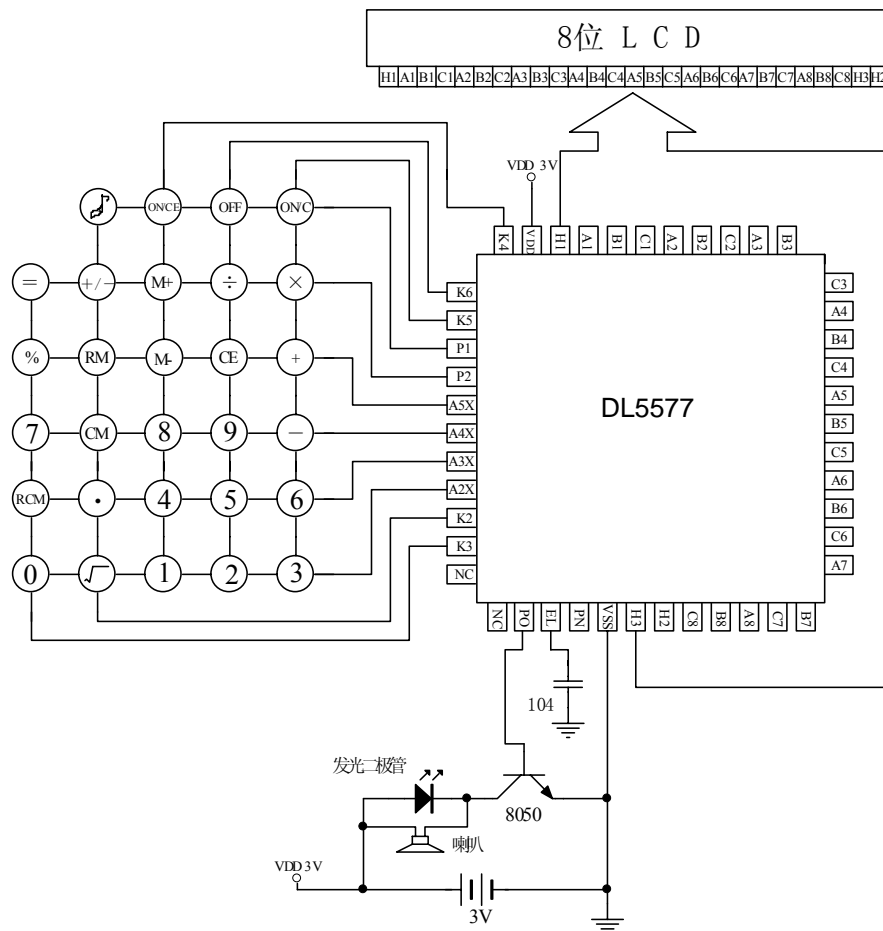 8位 L C D
H1 A1 B1 C1 A2 B2 C2 A3 B3 C3 A4 B4 C4 A5 B5 C5 A6 B6 C6 A7 B7 C7 A8 B8 C8 H3 H2
VDD 3V
ON/CE OFF ON/C
K4 VDD H1 A1 B1 C1 A2 B2 C2 A3 B3
= +/− M+ ÷ ×
% RM M- CE +
7 CM 8 9 −
RCM · 4 5 6
0 √ 1 2 3
K6
K5
P1
P2
A5X
A4X
A3X
A2X
K2
K3
NC
DL5577
C3
A4
B4
C4
A5
B5
C5
A6
B6
C6
A7
NC PO EL PN VSS H3 H2 C8 B8 A8 C7 B7
104
发光二极管
8050
喇叭
VDD 3V
3V